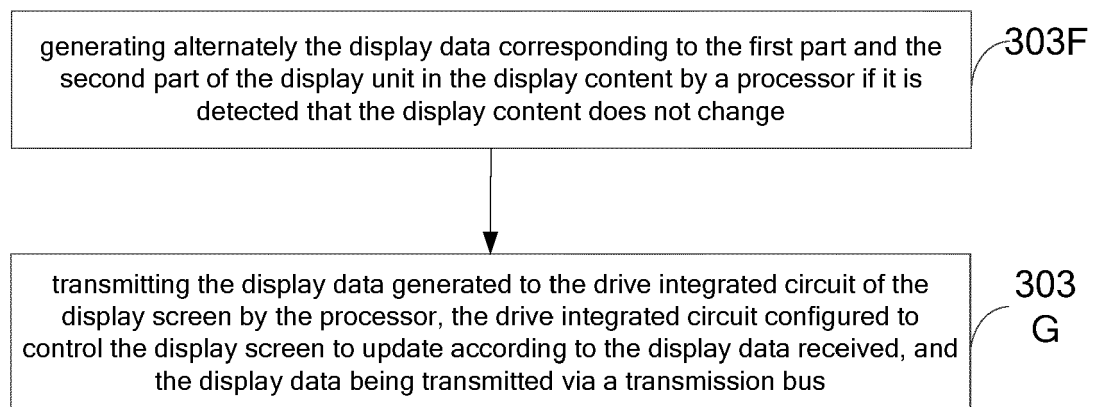 generating alternately the display data corresponding to the first part and the
second part of the display unit in the display content by a processor if it is
detected that the display content does not change
303F
transmitting the display data generated to the drive integrated circuit of the
display screen by the processor, the drive integrated circuit configured to
control the display screen to update according to the display data received, and
the display data being transmitted via a transmission bus
303
G